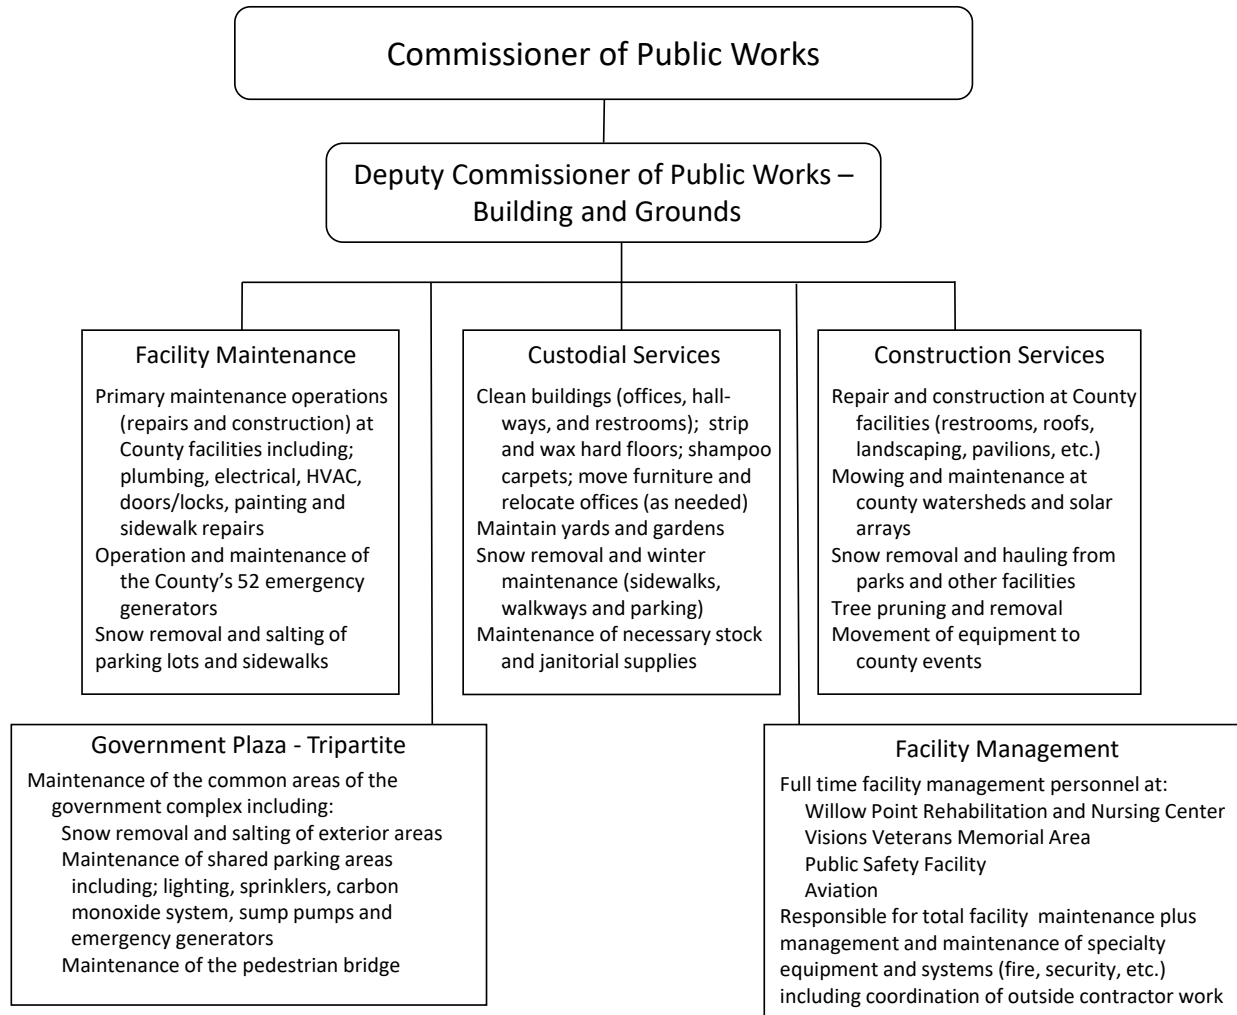 Commissioner of Public Works
Deputy Commissioner of Public Works –
Building and Grounds
Facility Maintenance
Primary maintenance operations
(repairs and construction) at
County facilities including;
plumbing, electrical, HVAC,
doors/locks, painting and
sidewalk repairs
Operation and maintenance of
the County’s 52 emergency
generators
Snow removal and salting of
parking lots and sidewalks
Custodial Services
Clean buildings (offices, hall-
ways, and restrooms);  strip
and wax hard floors; shampoo
carpets; move furniture and
relocate offices (as needed)
Maintain yards and gardens
Snow removal and winter
maintenance (sidewalks,
walkways and parking)
Maintenance of necessary stock
and janitorial supplies
Construction Services
Repair and construction at County
facilities (restrooms, roofs,
landscaping, pavilions, etc.)
Mowing and maintenance at
county watersheds and solar
arrays
Snow removal and hauling from
parks and other facilities
Tree pruning and removal
Movement of equipment to
county events
Government Plaza - Tripartite
Maintenance of the common areas of the
government complex including:
Snow removal and salting of exterior areas
Maintenance of shared parking areas
including; lighting, sprinklers, carbon
monoxide system, sump pumps and
emergency generators
Maintenance of the pedestrian bridge
Facility Management
Full time facility management personnel at:
Willow Point Rehabilitation and Nursing Center
Visions Veterans Memorial Area
Public Safety Facility
Aviation
Responsible for total facility  maintenance plus
management and maintenance of specialty
equipment and systems (fire, security, etc.)
including coordination of outside contractor work